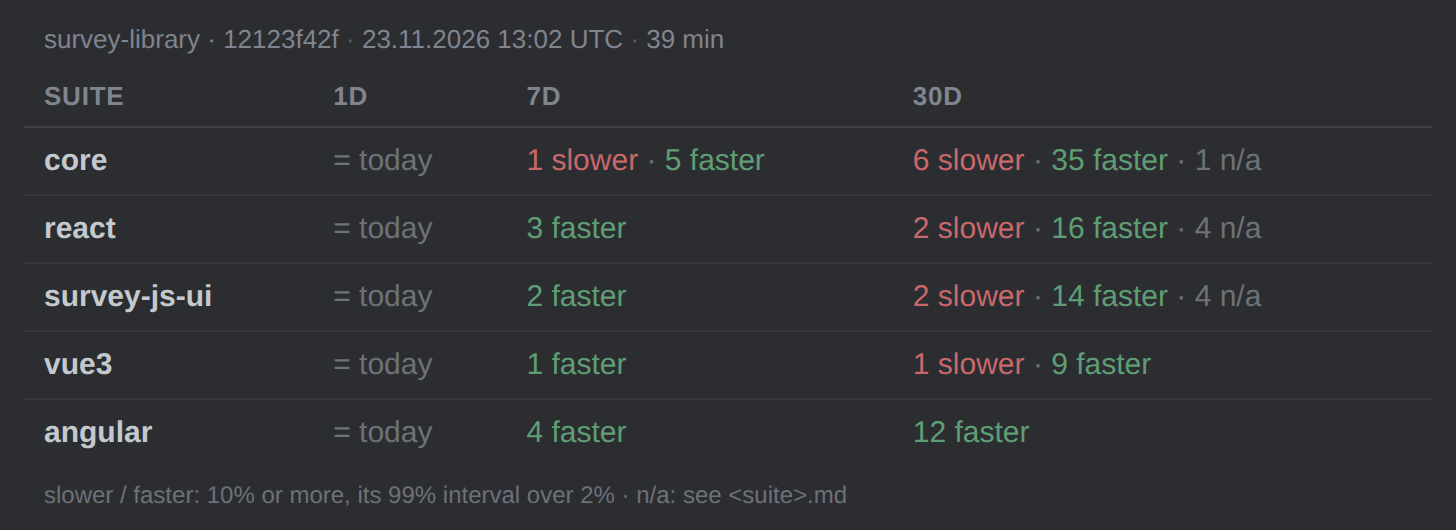 survey-library · 12123f42f · 23.11.2026 13:02 UTC · 39 min
SUITE 1D 7D 30D
core = today 1 slower · 5 faster 6 slower · 35 faster · 1 n/a
react = today 3 faster 2 slower · 16 faster · 4 n/a
survey-js-ui = today 2 faster 2 slower · 14 faster · 4 n/a
vue3 = today 1 faster 1 slower · 9 faster
angular = today 4 faster 12 faster
slower / faster: 10% or more, its 99% interval over 2% · n/a: see <suite>.md